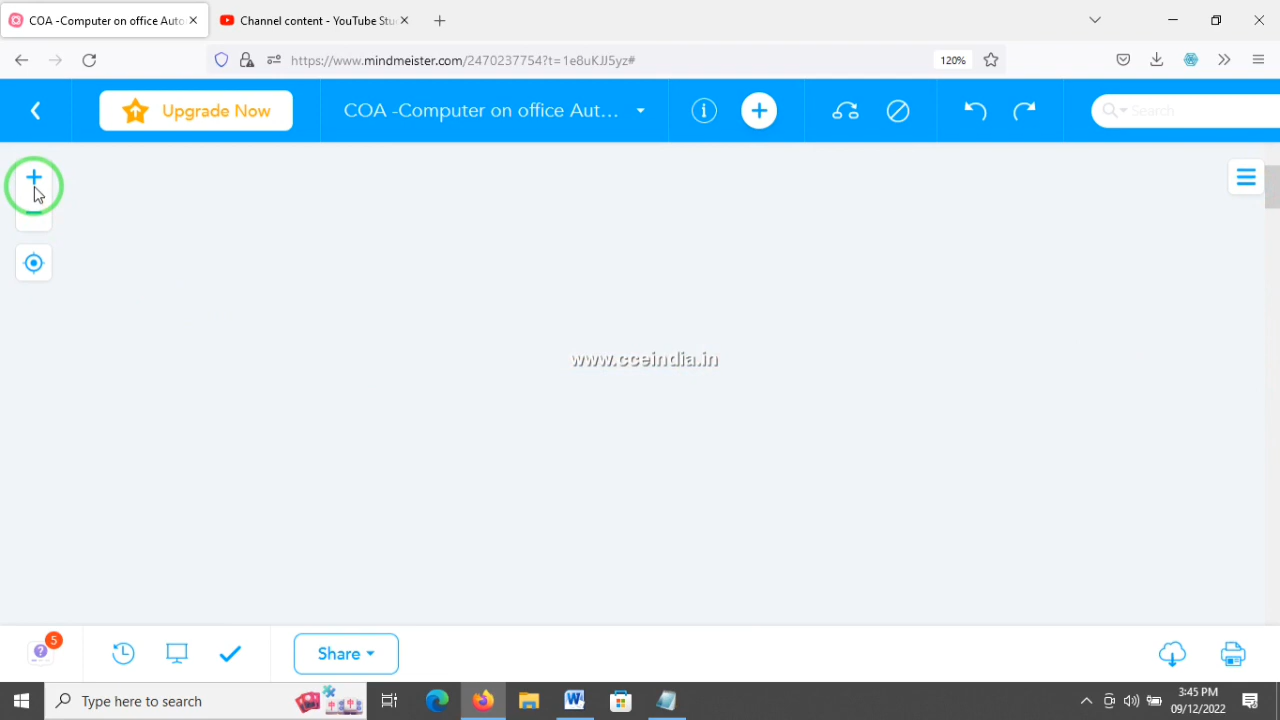 COA -Computer on office Auto
Channel content - YouTube Stu
https://www.mindmeister.com/2470237754?t=1e8uKJJ5yz#
120%
Upgrade Now
COA -Computer on office Aut...
Search
www.cceindia.in
5
Share
Type here to search
3:45 PM
09/12/2022